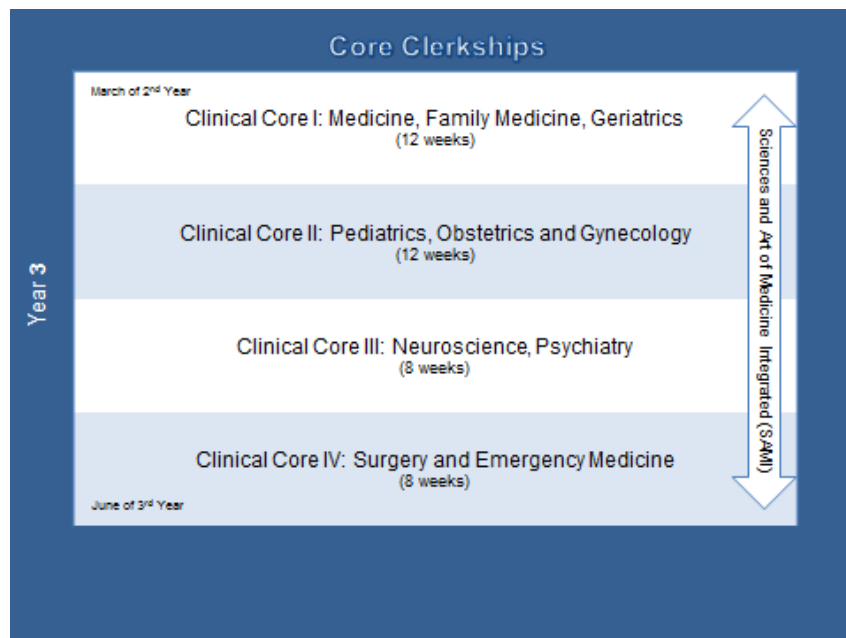 Core Clerkships
March of 2nd Year
Clinical Core I: Medicine, Family Medicine, Geriatrics
(12 weeks)
Clinical Core II: Pediatrics, Obstetrics and Gynecology
(12 weeks)
Clinical Core III: Neuroscience, Psychiatry
(8 weeks)
Clinical Core IV: Surgery and Emergency Medicine
(8 weeks)
June of 3rd Year
Year 3
Sciences and Art of Medicine Integrated (SAMI)